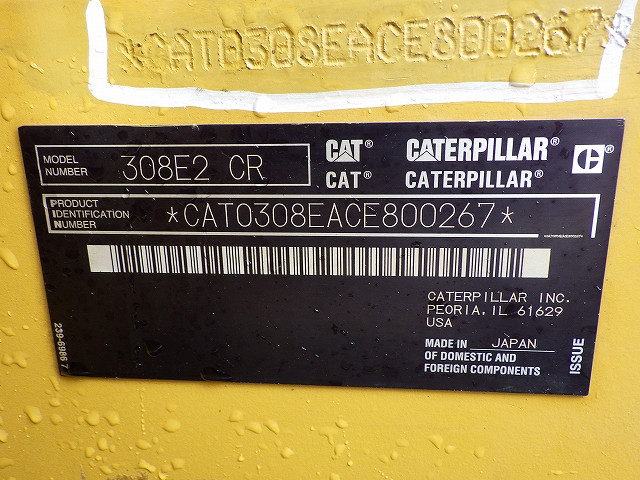 *CAT0308EACE800267*
MODEL NUMBER 308E2 CR
CAT® CATERPILLAR®
CAT® CATERPILLAR®
PRODUCT IDENTIFICATION NUMBER *CAT0308EACE800267*
CATERPILLAR INC.
PEORIA, IL 61629
USA
MADE IN JAPAN
OF DOMESTIC AND
FOREIGN COMPONENTS
ISSUE
239-6986 7